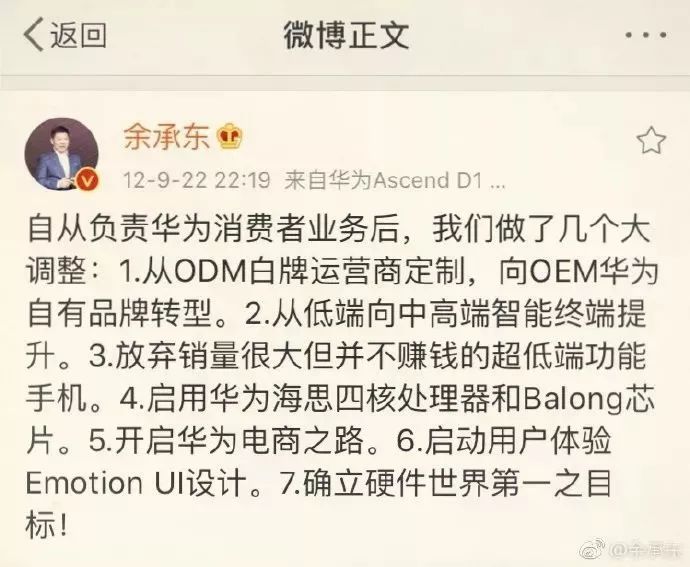 返回
微博正文
余承东
12-9-22 22:19 来自华为Ascend D1 ...
自从负责华为消费者业务后，我们做了几个大
调整：1.从ODM白牌运营商定制，向OEM华为
自有品牌转型。2.从低端向中高端智能终端提
升。3.放弃销量很大但并不赚钱的超低端功能
手机。4.启用华为海思四核处理器和Balong芯
片。5.开启华为电商之路。6.启动用户体验
Emotion UI设计。7.确立硬件世界第一之目
标！
@余承东